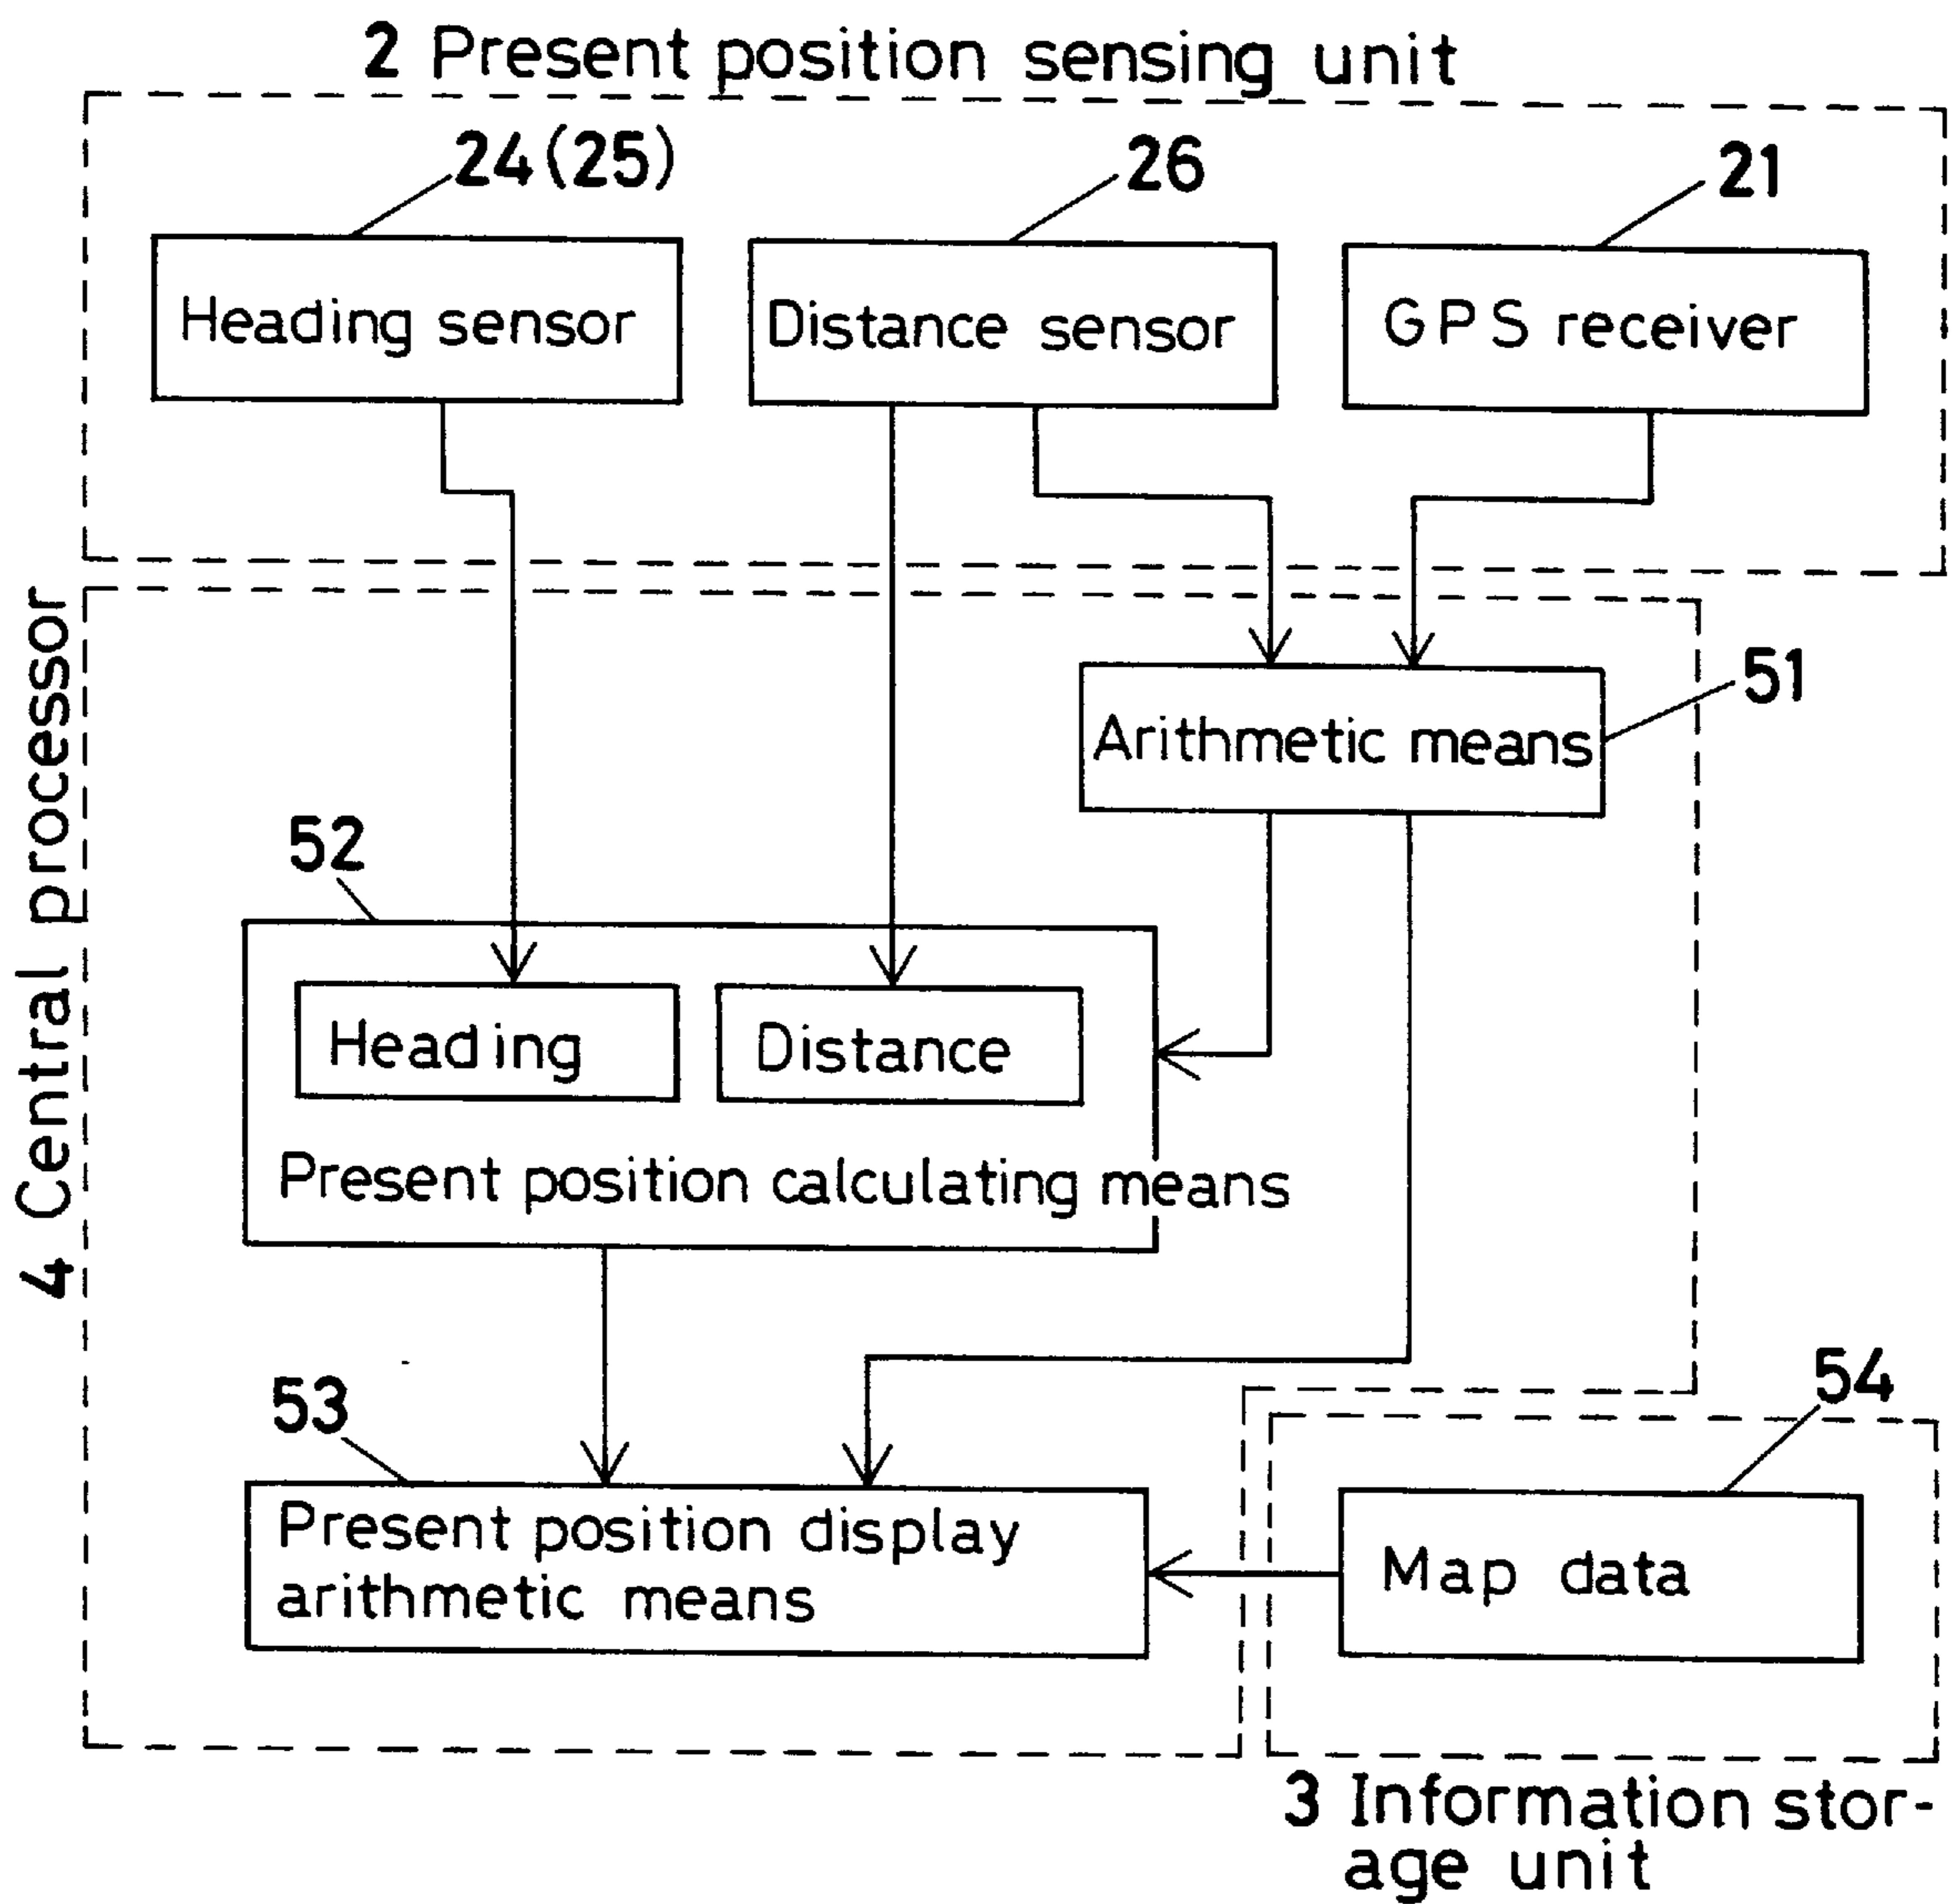 2 Present position sensing unit
24(25)
26
21
Heading sensor
Distance sensor
GPS receiver
4 Central processor
Arithmetic means
51
52
Heading
Distance
Present position calculating means
53
54
Present position display
arithmetic means
Map data
3 Information stor-
age unit